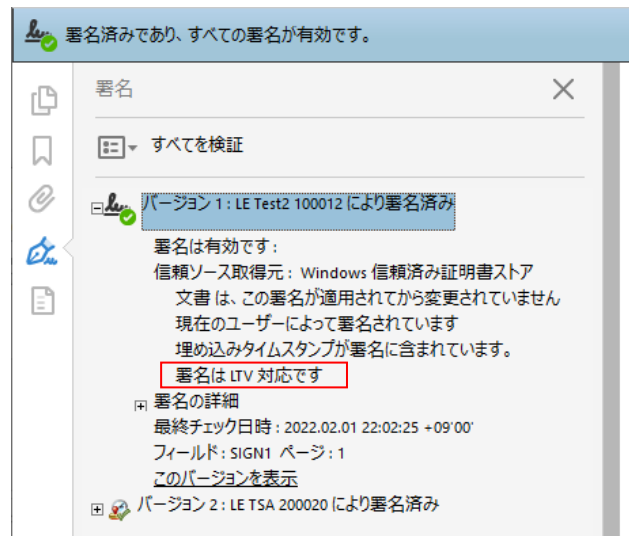 署名済みであり、すべての署名が有効です。
署名
すべてを検証
バージョン 1 : LE Test2 100012 により署名済み
署名は有効です :
信頼ソース取得元 : Windows 信頼済み証明書ストア
文書 は、この署名が適用されてから変更されていません
現在のユーザーによって署名されています
埋め込みタイムスタンプが署名に含まれています。
署名は LTV 対応です
署名の詳細
最終チェック日時 : 2022.02.01 22:02:25 +09'00'
フィールド : SIGN1 ページ : 1
このバージョンを表示
バージョン 2 : LE TSA 200020 により署名済み